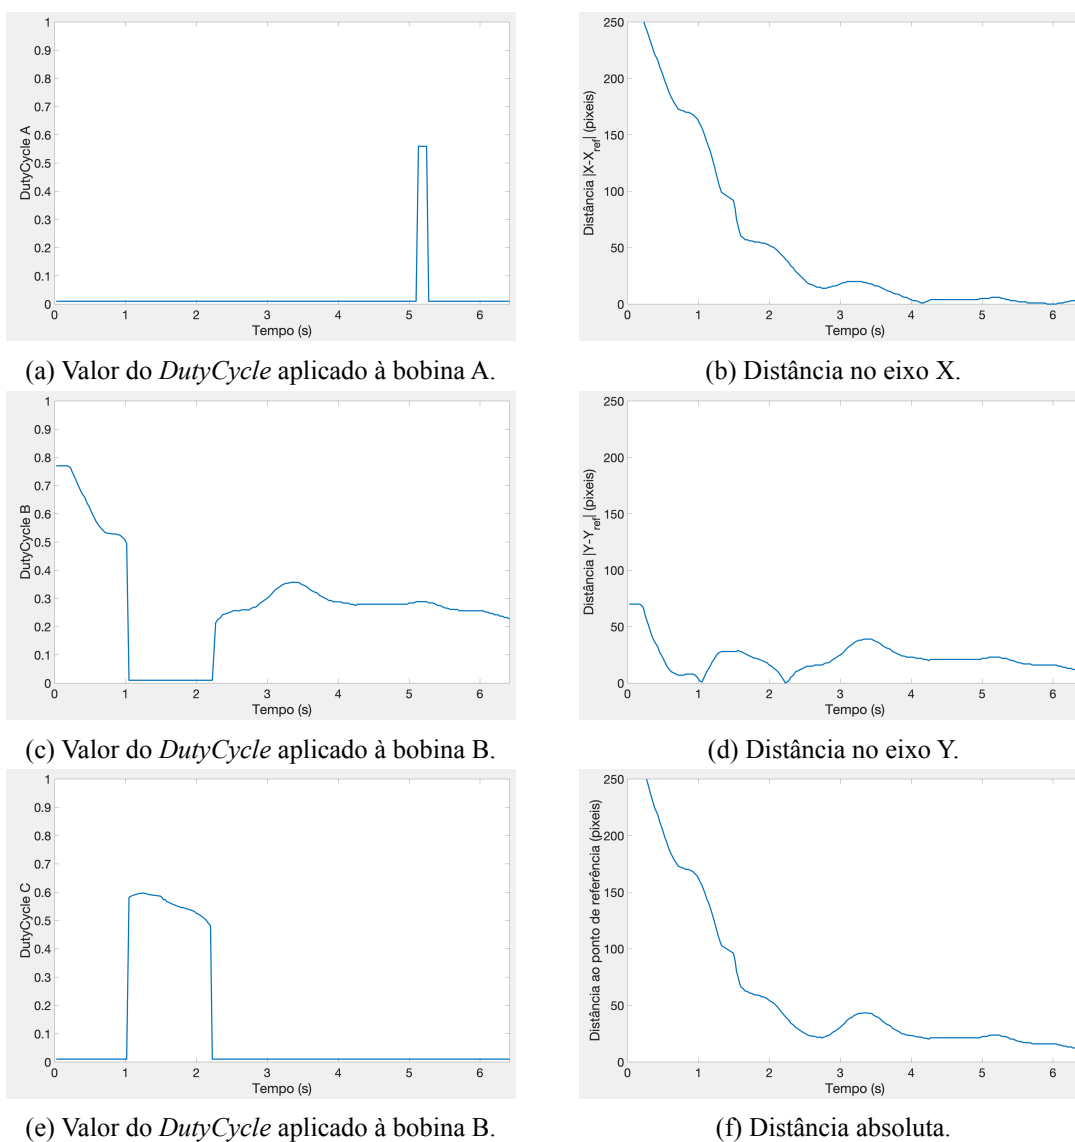 1
0.9
0.8
0.7
0.6
0.5
0.4
0.3
0.2
0.1
0
DutyCycle A
0 1 2 3 4 5 6
Tempo (s)
(a) Valor do DutyCycle aplicado à bobina A.
250
200
150
100
50
0
Distância |X-Xref| (pixeis)
0 1 2 3 4 5 6
Tempo (s)
(b) Distância no eixo X.
1
0.9
0.8
0.7
0.6
0.5
0.4
0.3
0.2
0.1
0
DutyCycle B
0 1 2 3 4 5 6
Tempo (s)
(c) Valor do DutyCycle aplicado à bobina B.
250
200
150
100
50
0
Distância |Y-Yref| (pixeis)
0 1 2 3 4 5 6
Tempo (s)
(d) Distância no eixo Y.
1
0.9
0.8
0.7
0.6
0.5
0.4
0.3
0.2
0.1
0
DutyCycle C
0 1 2 3 4 5 6
Tempo (s)
(e) Valor do DutyCycle aplicado à bobina B.
250
200
150
100
50
0
Distância ao ponto de referência (pixeis)
0 1 2 3 4 5 6
Tempo (s)
(f) Distância absoluta.